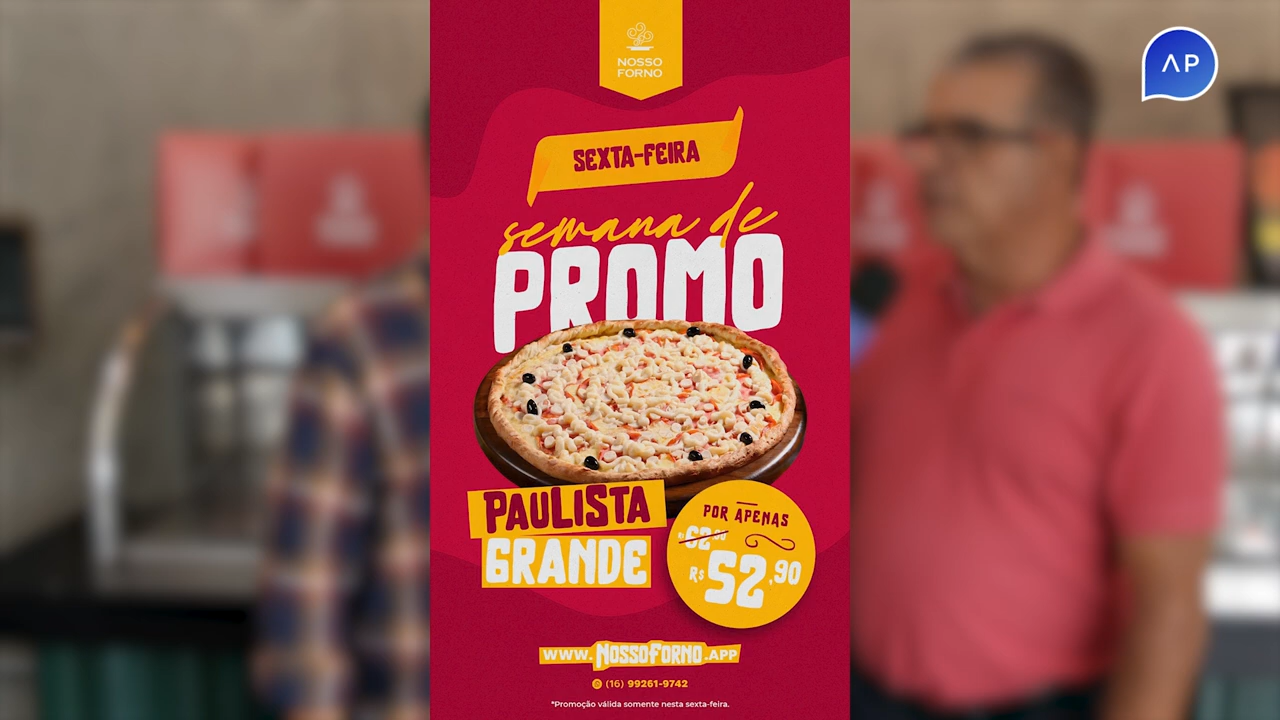 NOSSO
FORNO
AP
SEXTA-FEIRA
semana de
PROMO
PAULISTA
GRANDE
POR APENAS
R$ 52,90
WWW.NOSSOFORNO.APP
(16) 99261-9742
*Promoção válida somente nesta sexta-feira.